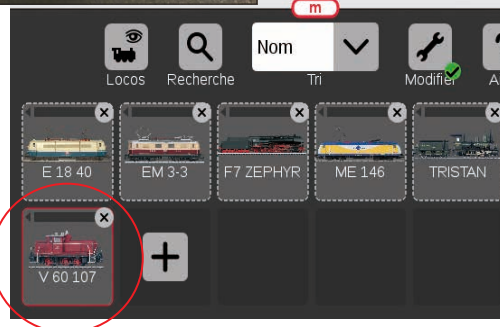 m
Nom
Locos Recherche Tri Modifier
E 18 40 EM 3-3 F7 ZEPHYR ME 146 TRISTAN
V 60 107